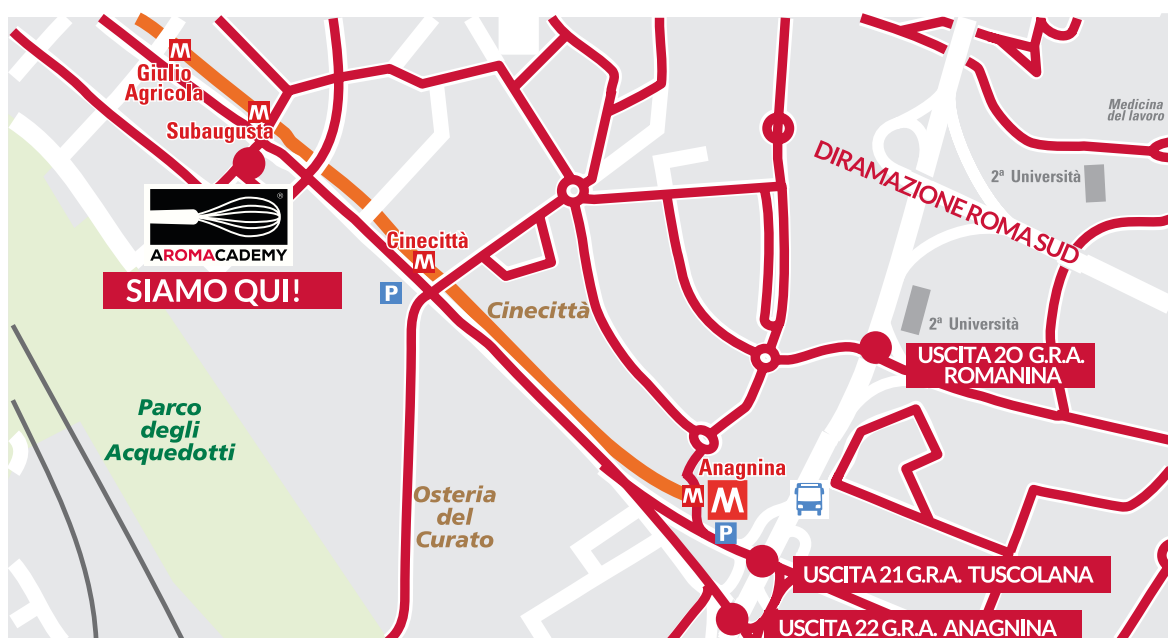 M
Giulio
Agricola
M
Subaugusta
®
AROMACADEMY
SIAMO QUI!
Cinecittà
M
P
Cinecittà
Medicina
del lavoro
2ª Università
DIRAMAZIONE ROMA SUD
2ª Università
USCITA 20 G.R.A.
ROMANINA
Parco
degli
Acquedotti
Osteria
del
Curato
Anagnina
M
M
P
USCITA 21 G.R.A. TUSCOLANA
USCITA 22 G.R.A. ANAGNINA